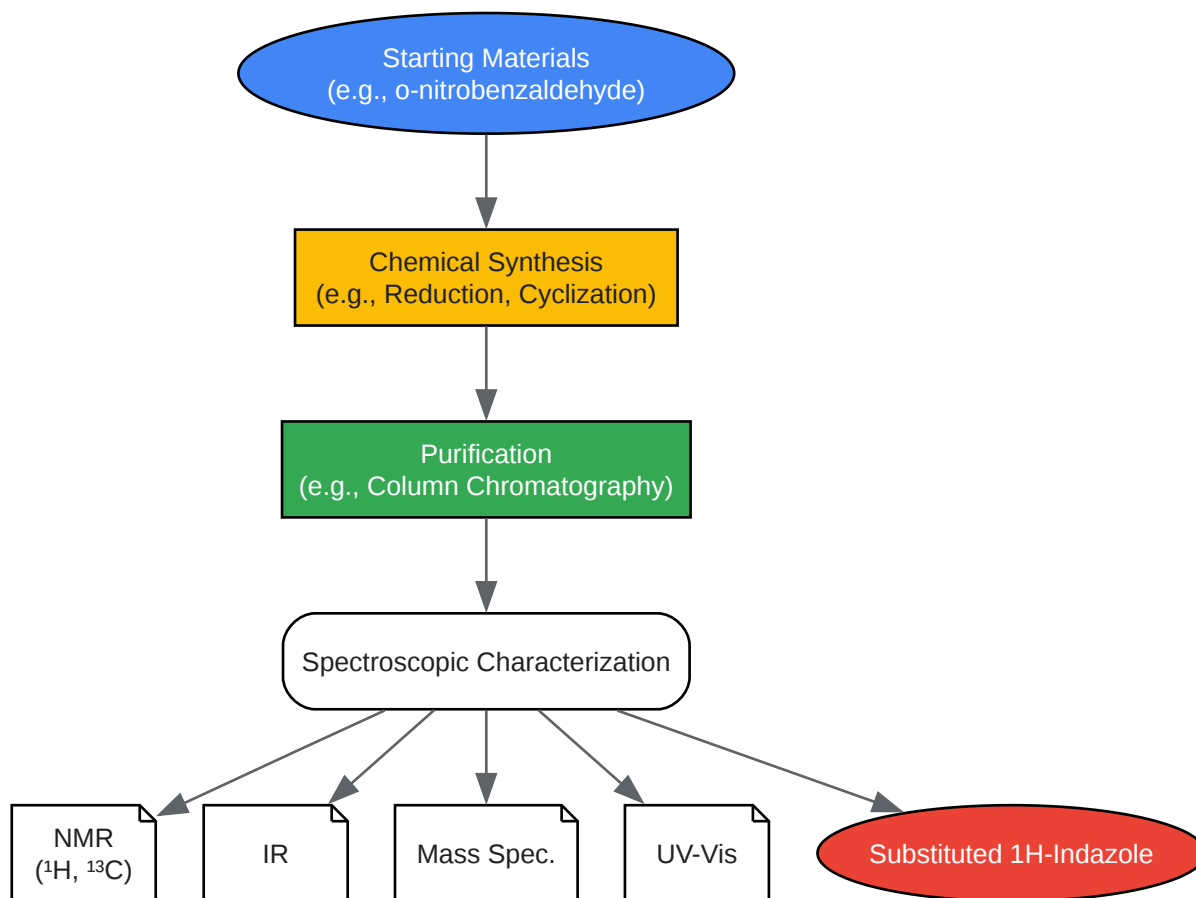 Starting Materials
(e.g., o-nitrobenzaldehyde)
Chemical Synthesis
(e.g., Reduction, Cyclization)
Purification
(e.g., Column Chromatography)
Spectroscopic Characterization
NMR
(¹H, ¹³C)
IR
Mass Spec.
UV-Vis
Substituted 1H-Indazole